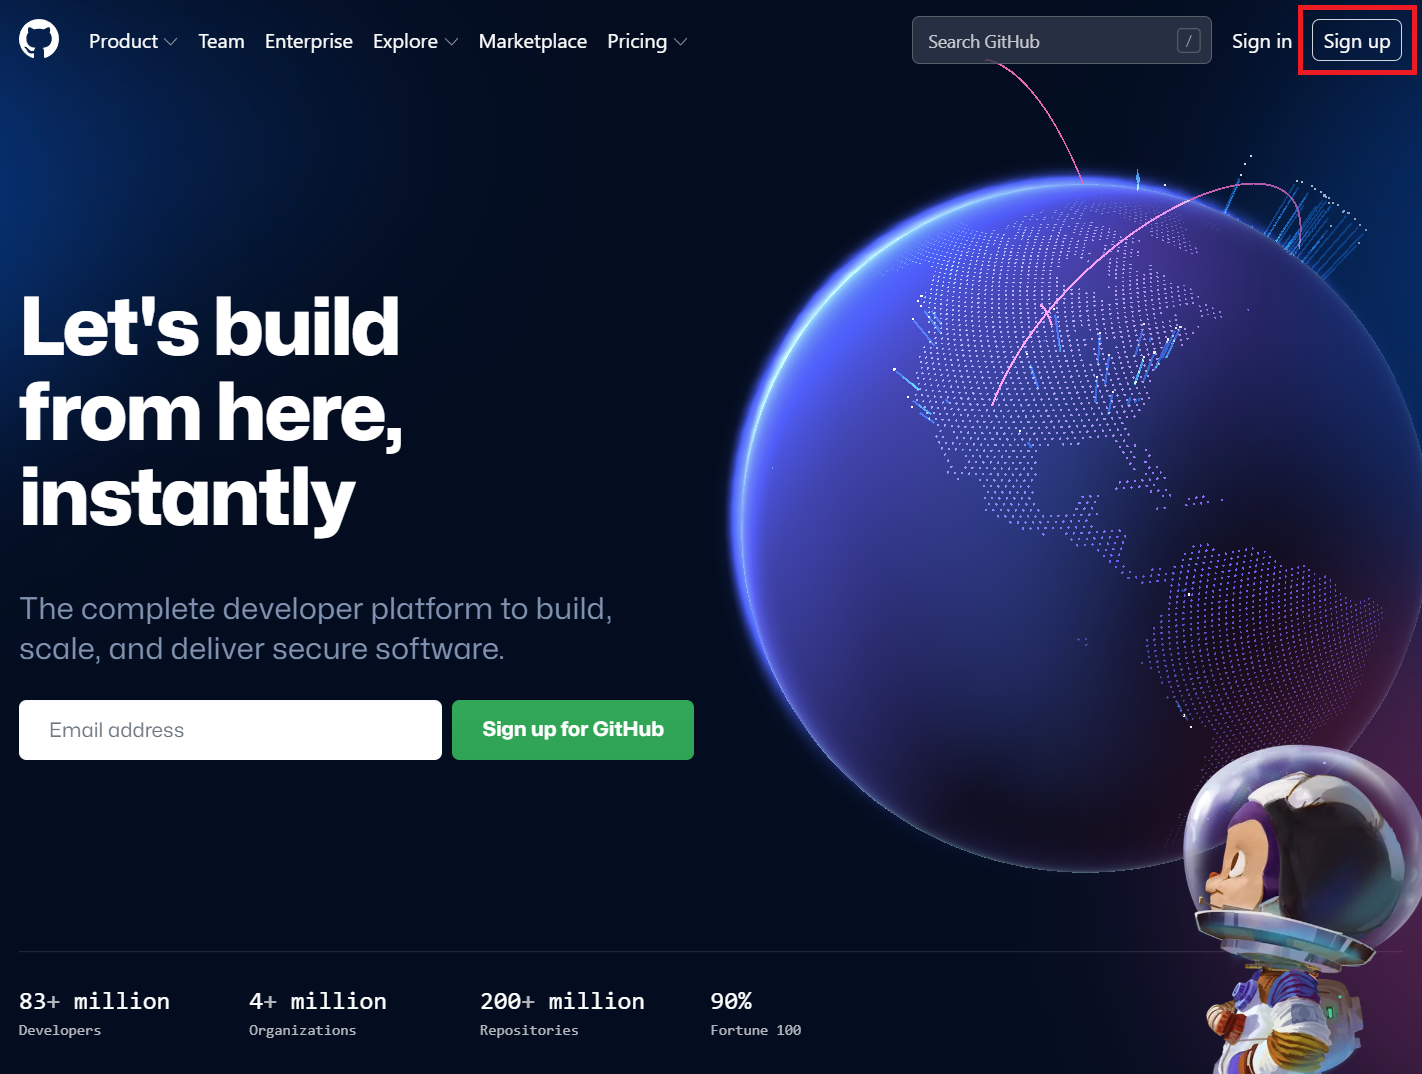 Product Team Enterprise Explore Marketplace Pricing Search GitHub / Sign in Sign up
Let's build
from here,
instantly
The complete developer platform to build,
scale, and deliver secure software.
Email address Sign up for GitHub
83+ million 4+ million 200+ million 90%
Developers Organizations Repositories Fortune 100